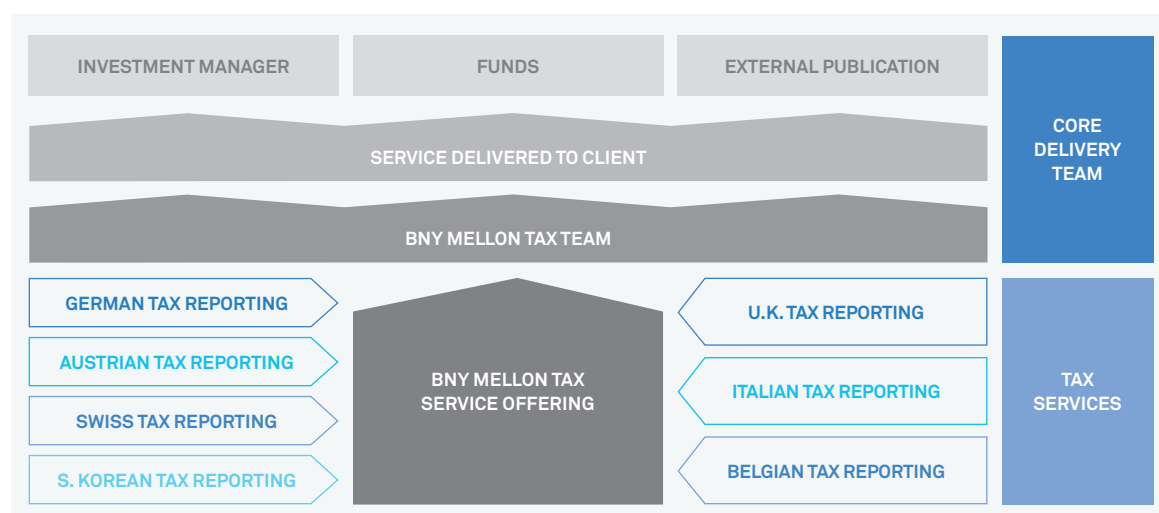 INVESTMENT MANAGER
FUNDS
EXTERNAL PUBLICATION
CORE
DELIVERY
TEAM
SERVICE DELIVERED TO CLIENT
BNY MELLON TAX TEAM
GERMAN TAX REPORTING
AUSTRIAN TAX REPORTING
SWISS TAX REPORTING
S. KOREAN TAX REPORTING
BNY MELLON TAX
SERVICE OFFERING
U.K. TAX REPORTING
ITALIAN TAX REPORTING
BELGIAN TAX REPORTING
TAX
SERVICES